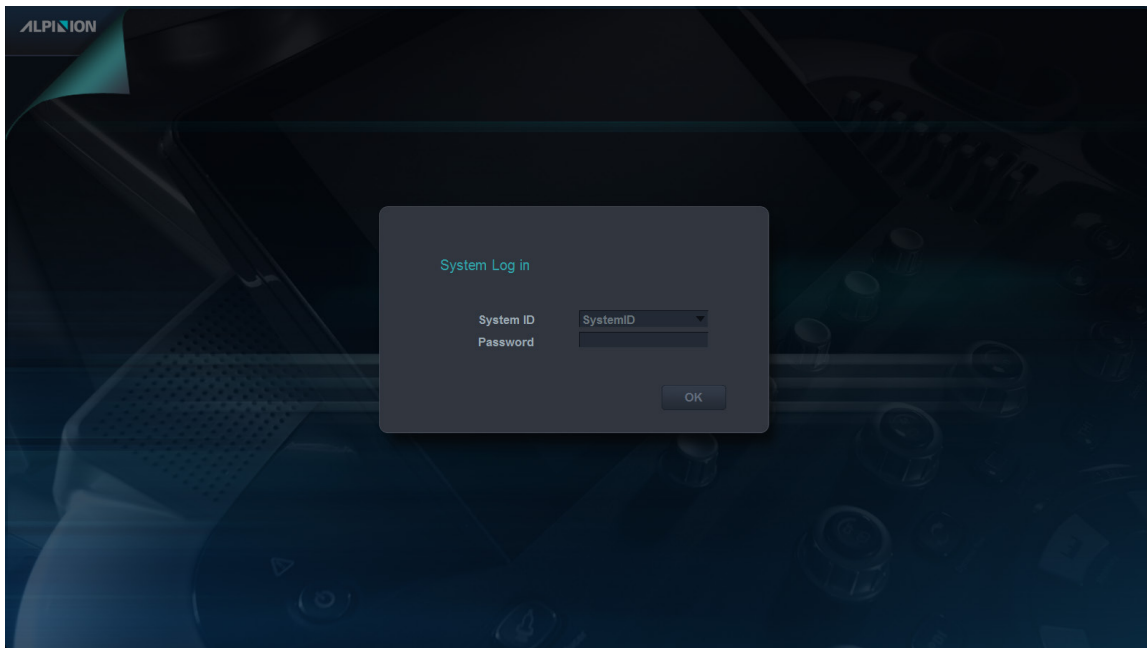 ALPINION
System Log in
System ID SystemID
Password
OK